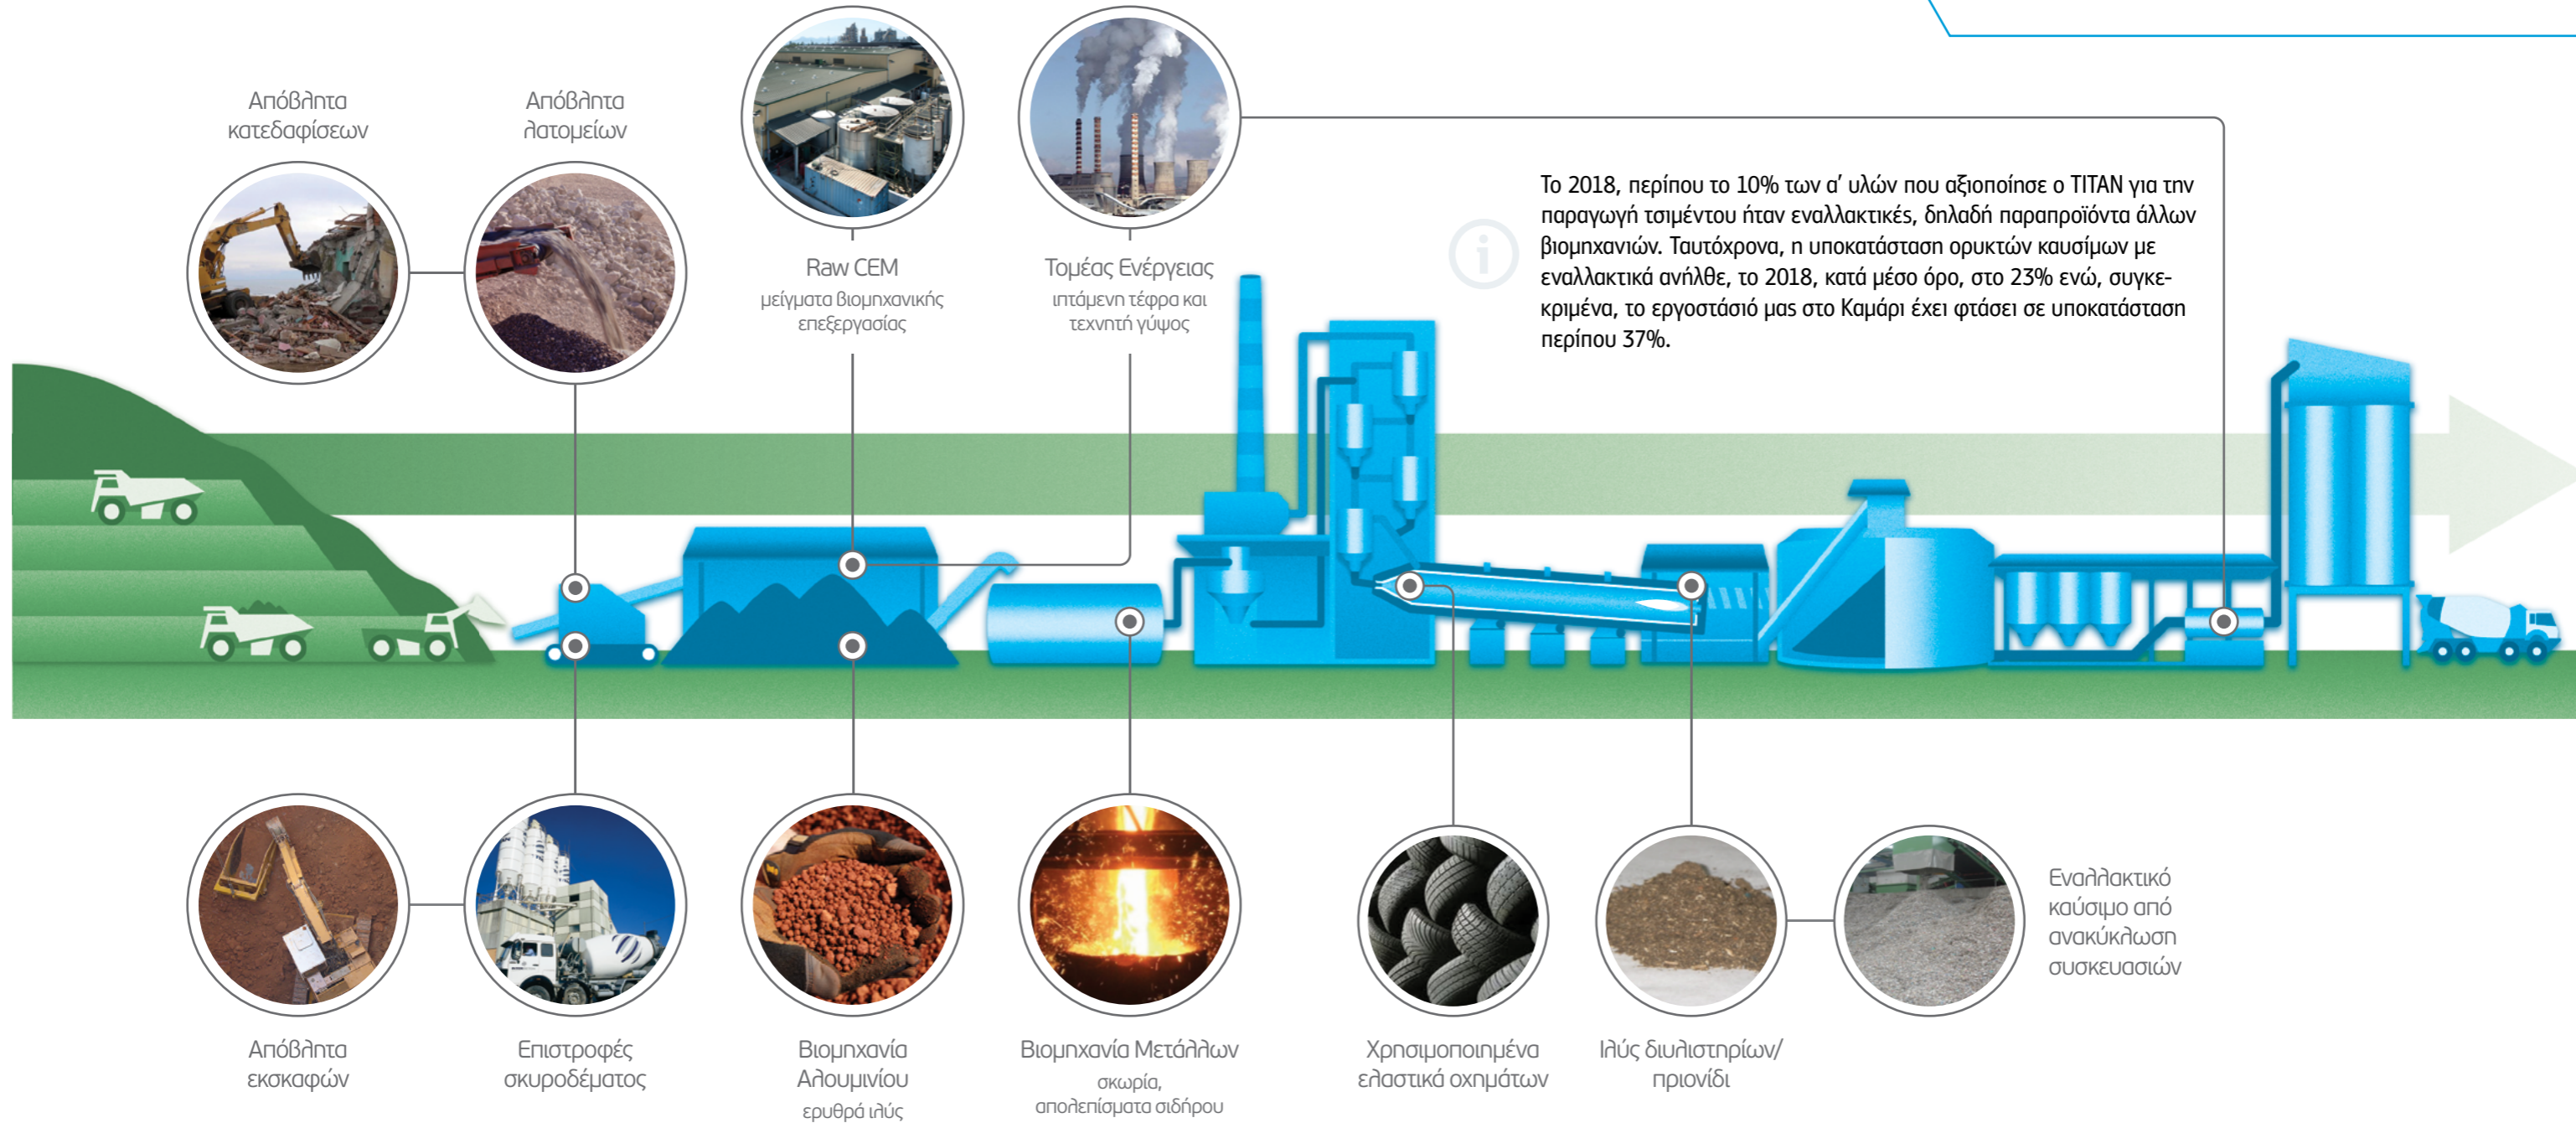 Απόβλητα
κατεδαφίσεων
Απόβλητα
λατομείων
Raw CEM
μείγματα βιομηχανικής
επεξεργασίας
Τομέας Ενέργειας
ιπτάμενη τέφρα και
τεχνητή γύψος
Το 2018, περίπου το 10% των α’ υλών που αξιοποίησε ο ΤΙΤΑΝ για την
παραγωγή τσιμέντου ήταν εναλλακτικές, δηλαδή παραπροϊόντα άλλων
βιομηχανιών. Ταυτόχρονα, η υποκατάσταση ορυκτών καυσίμων με
εναλλακτικά ανήλθε, το 2018, κατά μέσο όρο, στο 23% ενώ, συγκε-
κριμένα, το εργοστάσιό μας στο Καμάρι έχει φτάσει σε υποκατάσταση
περίπου 37%.
Απόβλητα
εκσκαφών
Επιστροφές
σκυροδέματος
Βιομηχανία
Αλουμινίου
ερυθρά ιλύς
Βιομηχανία Μετάλλων
σκωρία,
απολεπίσματα σιδήρου
Χρησιμοποιημένα
ελαστικά οχημάτων
Ιλύς διυλιστηρίων/
πριονίδι
Εναλλακτικό
καύσιμο από
ανακύκλωση
συσκευασιών